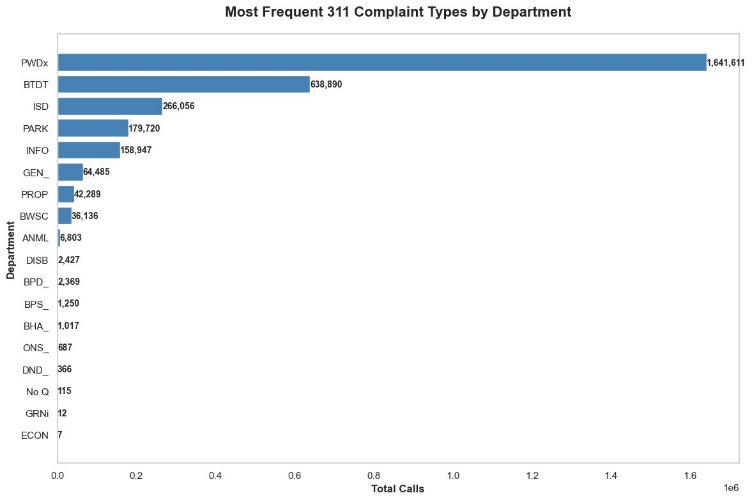 Most Frequent 311 Complaint Types by Department
PWDx 1,641,611
BTDT 638,890
ISD 266,056
PARK 179,720
INFO 158,947
GEN_ 64,485
PROP 42,289
BWSC 36,136
ANML 6,803
DISB 2,427
BPD_ 2,369
BPS_ 1,250
BHA_ 1,017
ONS_ 687
DND_ 366
No Q 115
GRNi 12
ECON 7
Department
0.0 0.2 0.4 0.6 0.8 1.0 1.2 1.4 1.6
Total Calls
1e6